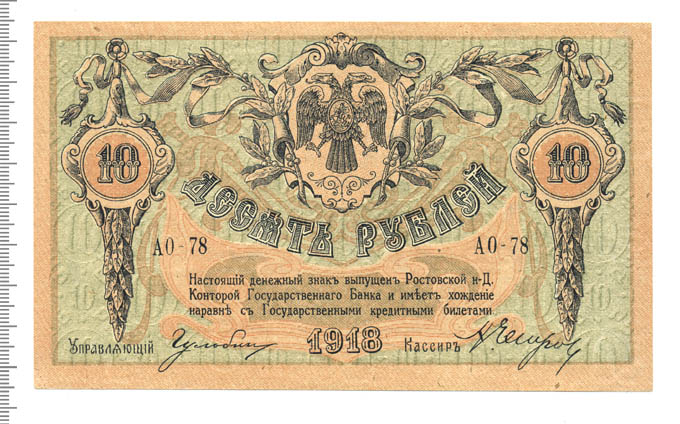 10
10
ДЕСЯТЬ РУБЛЕЙ
АО-78
АО-78
Настоящій денежный знакъ выпущенъ Ростовской н-Д.
Конторой Государственнаго Банка и имѣетъ хожденіе
наравнѣ съ Государственными кредитными билетами.
Управляющій
1918
Кассиръ